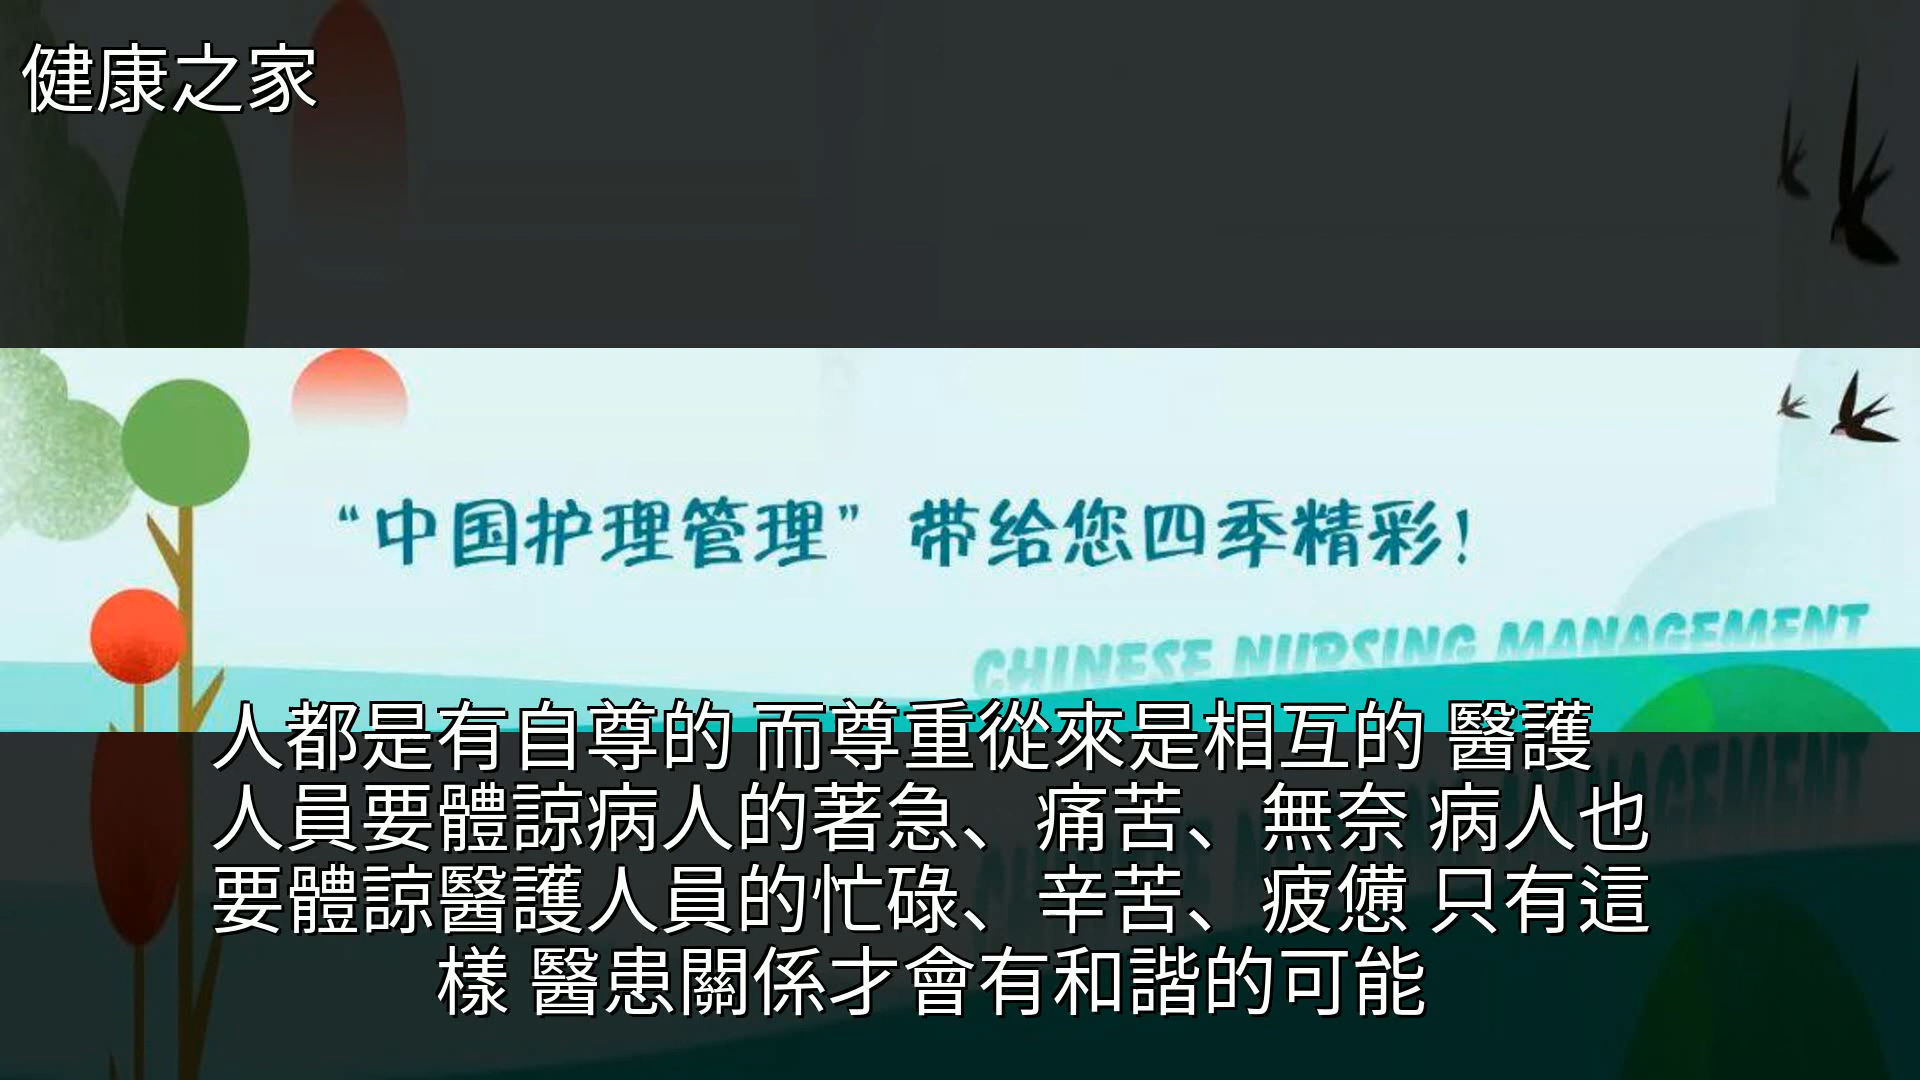 健康之家
“中国护理管理”带给您四季精彩！
CHINESE NURSING MANAGEMENT
人都是有自尊的 而尊重從來是相互的 醫護
人員要體諒病人的著急、痛苦、無奈 病人也
要體諒醫護人員的忙碌、辛苦、疲憊 只有這
樣 醫患關係才會有和諧的可能